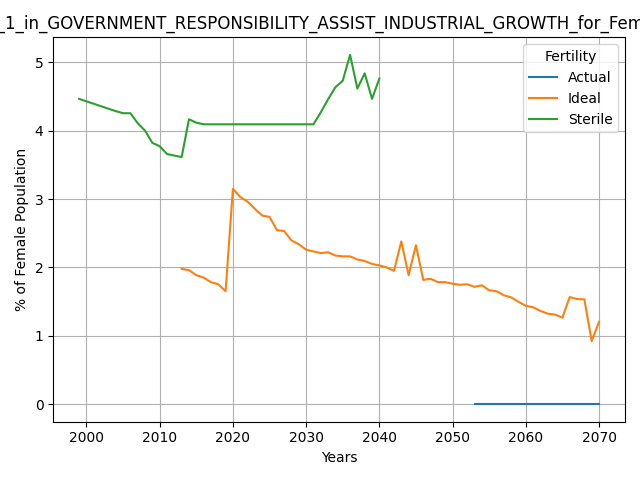 _1_in_GOVERNMENT_RESPONSIBILITY_ASSIST_INDUSTRIAL_GROWTH_for_Fem
Fertility
Actual
Ideal
Sterile
% of Female Population
5
4
3
2
1
0
2000 2010 2020 2030 2040 2050 2060 2070
Years